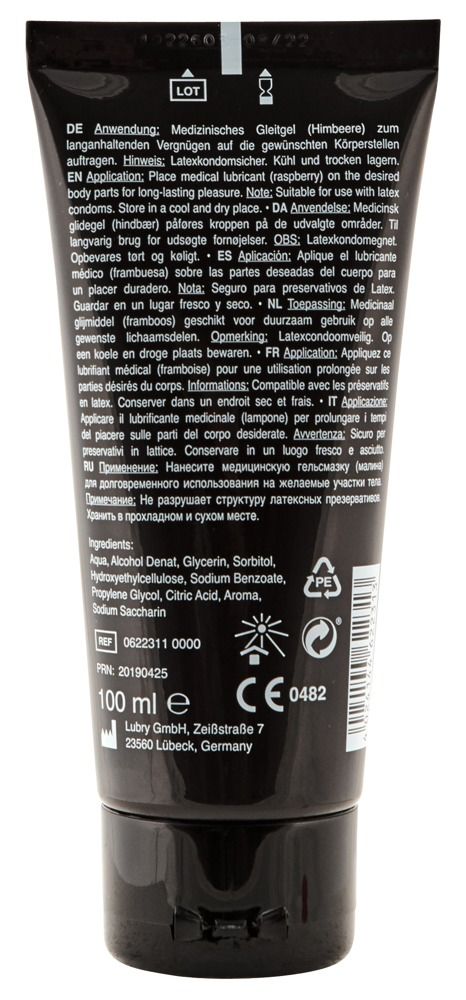 LOT
DE Anwendung: Medizinisches Gleitgel (Himbeere) zum
langanhaltenden Vergnügen auf die gewünschten Körperstellen
auftragen. Hinweis: Latexkondomsicher. Kühl und trocken lagern.
EN Application: Place medical lubricant (raspberry) on the desired
body parts for long-lasting pleasure. Note: Suitable for use with latex
condoms. Store in a cool and dry place. • DA Anvendelse: Medicinsk
glidegel (hindbær) påføres kroppen på de udvalgte områder. Til
langvarig brug for udsøgte fornøjelser. OBS: Latexkondomegnet.
Opbevares tørt og køligt. • ES Aplicación: Aplique el lubricante
médico (frambuesa) sobre las partes deseadas del cuerpo para
un placer duradero. Nota: Seguro para preservativos de Latex.
Guardar en un lugar fresco y seco. • NL Toepassing: Medicinaal
glijmiddel (framboos) geschikt voor duurzaam gebruik op alle
gewenste lichaamsdelen. Opmerking: Latexcondoomveilig. Op
een koele en droge plaats bewaren. • FR Application: Appliquez ce
lubrifiant médical (framboise) pour une utilisation prolongée sur les
parties désirés du corps. Informations: Compatible avec les préservatifs
en latex. Conserver dans un endroit sec et frais. • IT Applicazione:
Applicare il lubrificante medicinale (lampone) per prolungare i tempi
del piacere sulle parti del corpo desiderate. Avvertenza: Sicuro per
preservativi in lattice. Conservare in un luogo fresco e asciutto.
RU Применение: Нанесите медицинскую гельсмазку (малина)
для долговременного использования на желаемые участки тела.
Примечание: Не разрушает структуру латексных презервативов.
Хранить в прохладном и сухом месте.
Ingredients:
Aqua, Alcohol Denat, Glycerin, Sorbitol,
Hydroxyethylcellulose, Sodium Benzoate,
Propylene Glycol, Citric Acid, Aroma,
Sodium Saccharin
PE
REF 0622311 0000
PRN: 20190425
100 ml ℮
CE 0482
Lubry GmbH, Zeißstraße 7
23560 Lübeck, Germany